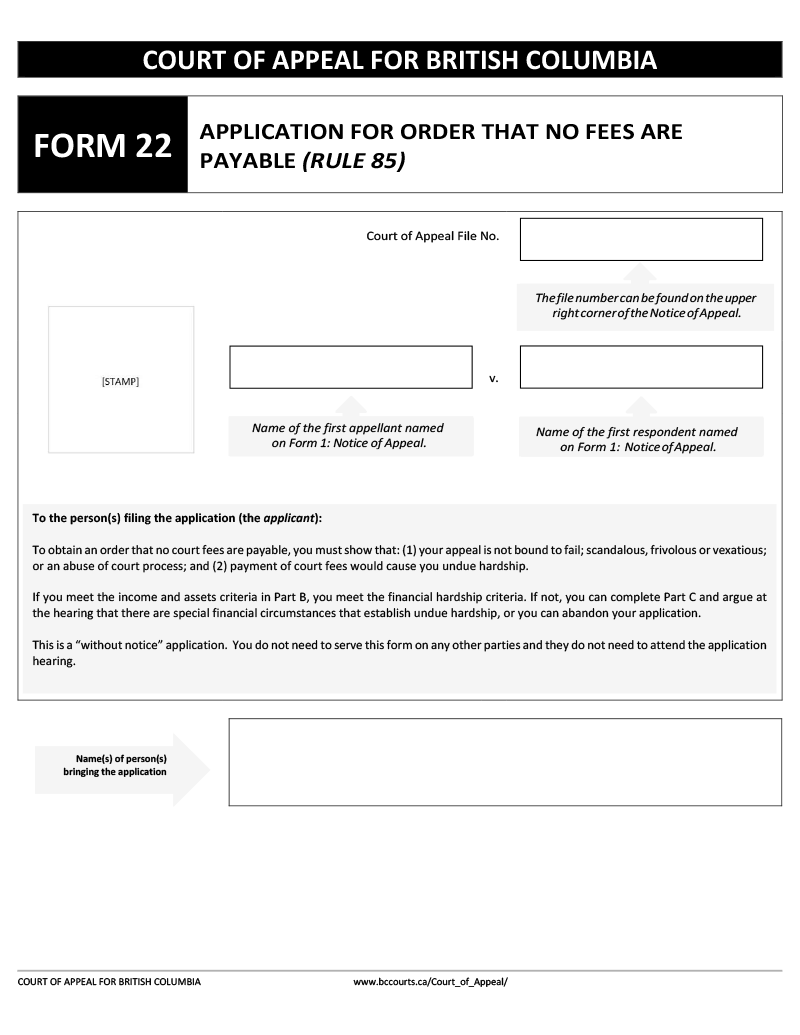 COURT OF APPEAL FOR BRITISH COLUMBIA
FORM 22
APPLICATION FOR ORDER THAT NO FEES ARE
PAYABLE (RULE 85)
Court of Appeal File No.
The file number can be found on the upper
right corner of the Notice of Appeal.
[STAMP]
v.
Name of the first appellant named
on Form 1: Notice of Appeal.
Name of the first respondent named
on Form 1: Notice of Appeal.
To the person(s) filing the application (the applicant):
To obtain an order that no court fees are payable, you must show that: (1) your appeal is not bound to fail; scandalous, frivolous or vexatious;
or an abuse of court process; and (2) payment of court fees would cause you undue hardship.
If you meet the income and assets criteria in Part B, you meet the financial hardship criteria. If not, you can complete Part C and argue at
the hearing that there are special financial circumstances that establish undue hardship, or you can abandon your application.
This is a “without notice” application. You do not need to serve this form on any other parties and they do not need to attend the application
hearing.
Name(s) of person(s)
bringing the application
COURT OF APPEAL FOR BRITISH COLUMBIA
www.bccourts.ca/Court_of_Appeal/